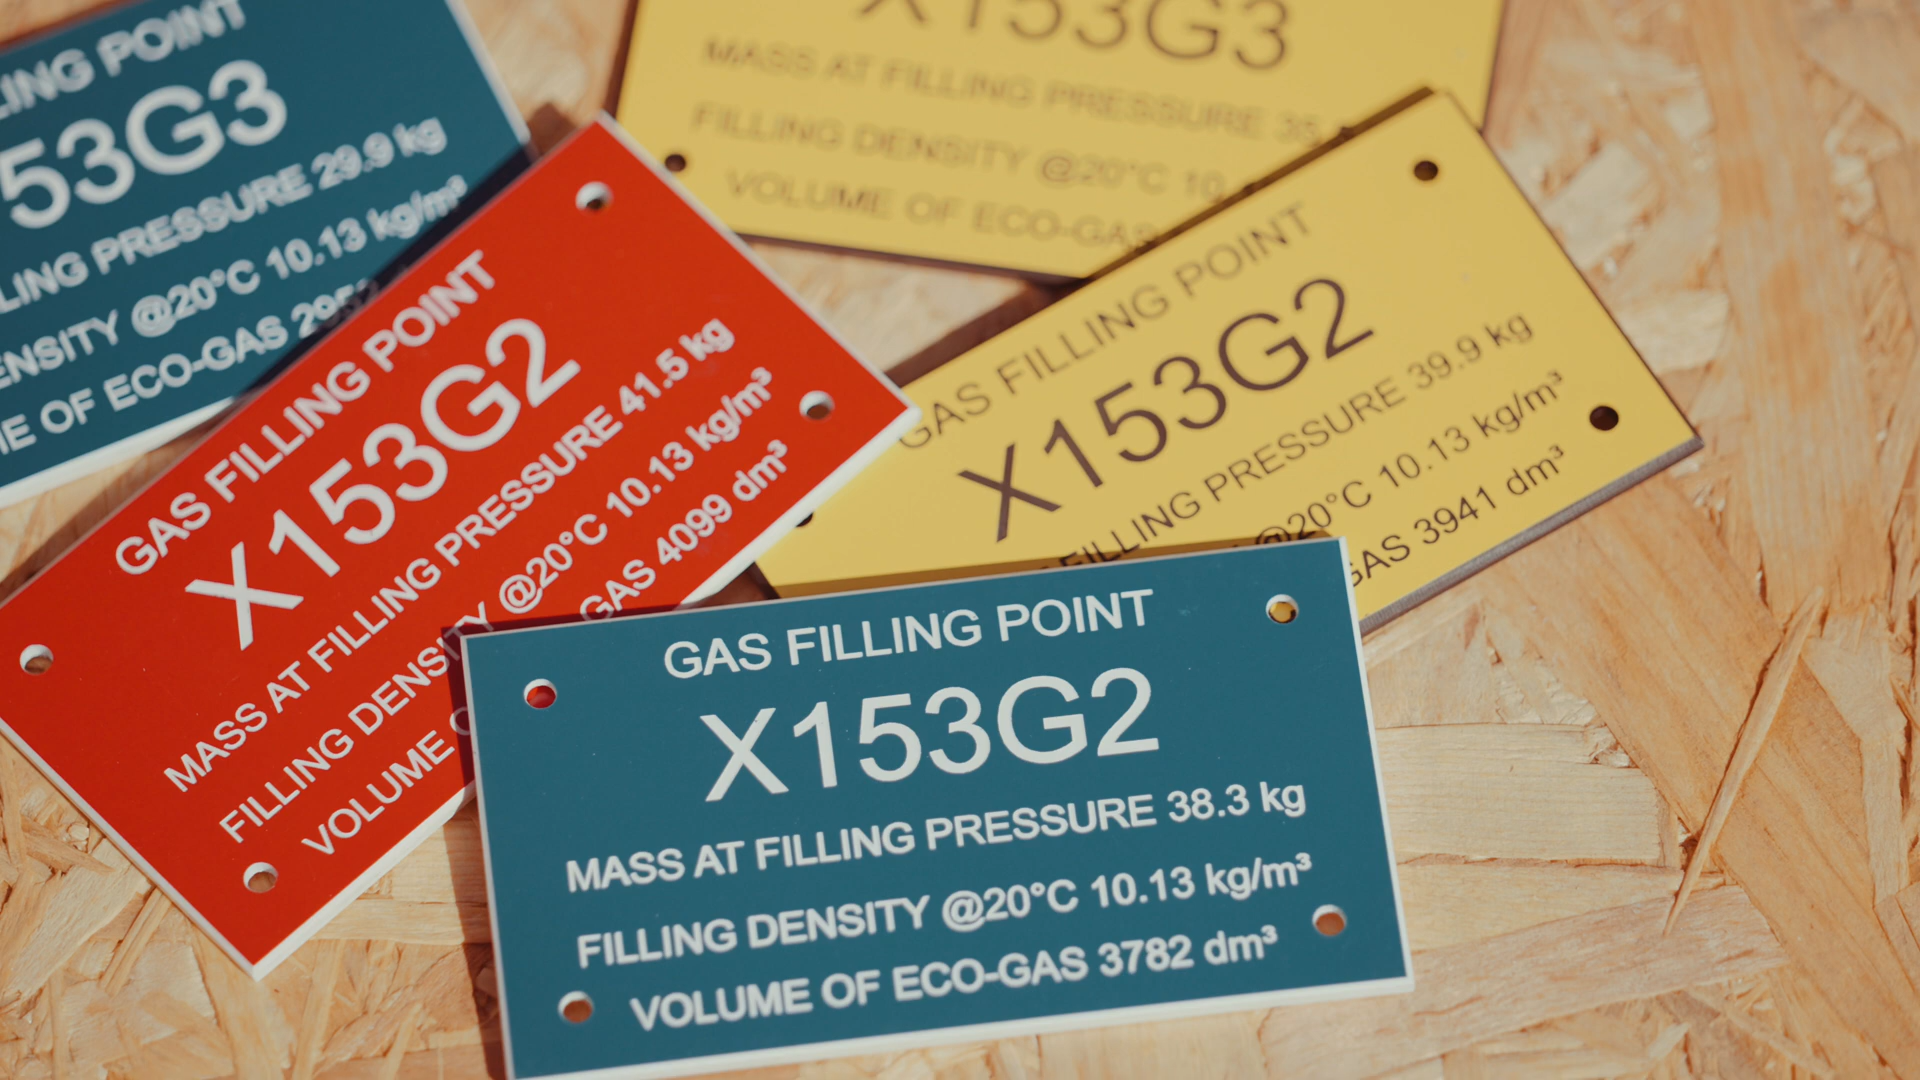 LING POINT
53G3
LING PRESSURE 29.9 kg
ENSITY @20°C 10.13 kg/m³
ME OF ECO-GAS 295
X153G3
MASS AT FILLING PRESSURE 35
FILLING DENSITY @20°C 10.
VOLUME OF ECO-GAS
GAS FILLING POINT
X153G2
MASS AT FILLING PRESSURE 41.5 kg
FILLING DENSITY @20°C 10.13 kg/m³
VOLUME O GAS 4099 dm³
GAS FILLING POINT
X153G2
FILLING PRESSURE 39.9 kg
@20°C 10.13 kg/m³
GAS 3941 dm³
GAS FILLING POINT
X153G2
MASS AT FILLING PRESSURE 38.3 kg
FILLING DENSITY @20°C 10.13 kg/m³
VOLUME OF ECO-GAS 3782 dm³